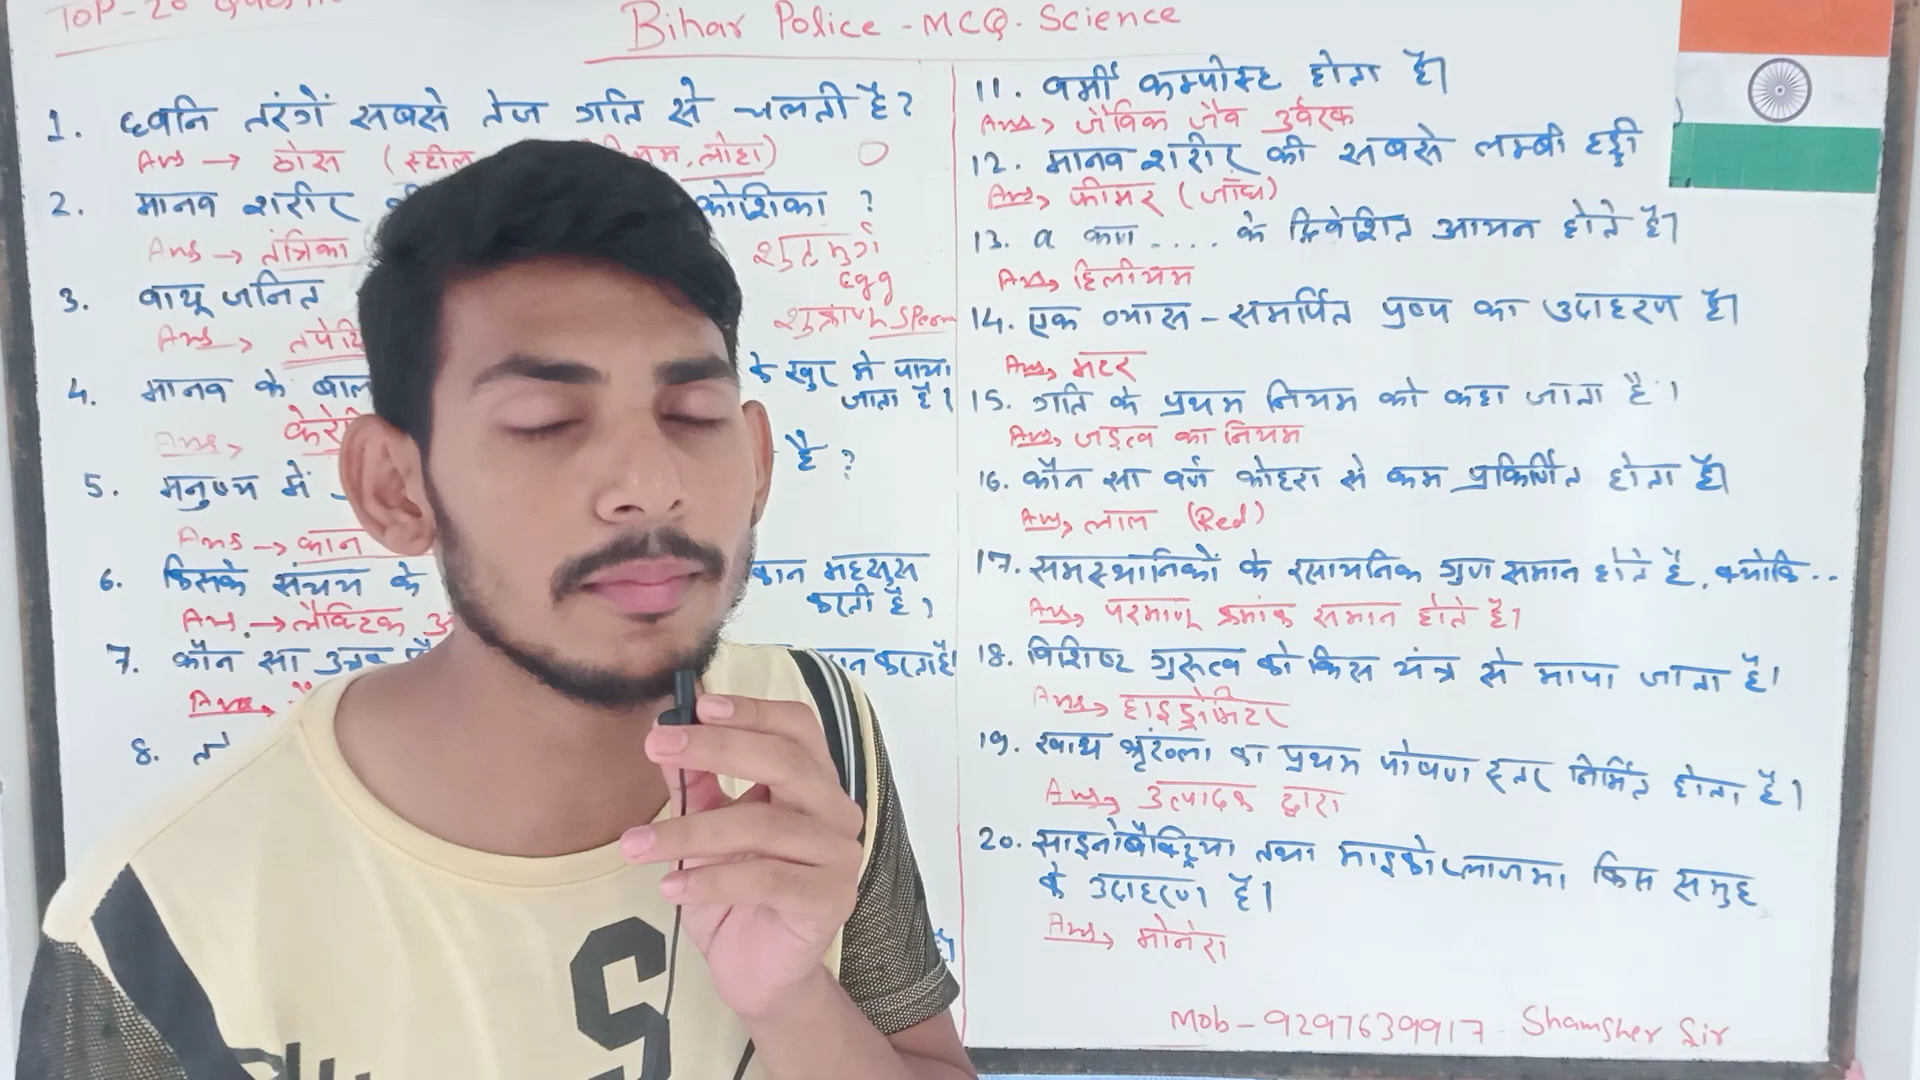 TOP-20
Bihar Police - MCQ. Science
1. ध्वनि तरंगें सबसे तेज गति से चलती है?
Ans → ठोस (स्टील लोहा)
2. मानव शरीर कोशिका ?
Ans → तंत्रिका
शुतुरमुर्ग
Egg
शुक्राणु Sperm
3. वायू जनित
Ans →
4. मानव के बाल के खुर मे पाया
जाता है।
Ans →
5. मनुष्य में है ?
Ans → कान
6. किसके संचय के महसुस
करती है ?
Ans. → लैक्टिक
7. कौन सा
Ans →
8.
11. वर्मी कम्पोस्ट होता है।
Ans → जैविक जैव उर्वरक
12. मानव शरीर की सबसे लम्बी हड्डी
Ans → फीमर (जाँघ)
13. a कण .... के द्विवेशित आयन होते है।
Ans → हिलीयम
14. एक व्यास - समर्पित पुष्प का उदाहरण है।
Ans → मटर
15. गति के प्रथम नियम को कहा जाता है।
Ans → जड़त्व का नियम
16. कौन सा वर्ण कोहरा से कम प्रकिर्णित होता है।
Ans → लाल (Red)
17. समस्थानिकों के रसायनिक गुण समान होते है, क्योकि ..
Ans → परमाणू क्रमांक समान होते है।
18. विशिष्ट गुरूत्व को किस यंत्र से मापा जाता है।
Ans → हाइड्रोमिटर
19. खाद्य श्रृंखला का प्रथम पोषण स्तर निर्मित होता है।
Ans → उत्पादक द्वारा
20. साइनोबैक्ट्रिया तथा माइकोप्लाजमा किस समुह
के उदाहरण है।
Ans → मोनेरा
Mob - 9297639917 - Shamsher Sir